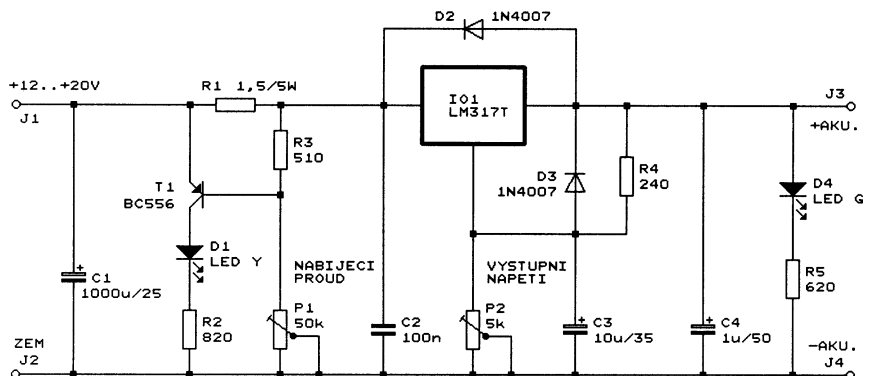 D2 1N4007
+12..+20V
R1 1,5/5W
IO1
LM317T
J3
J1
+AKU.
R3
510
D3
1N4007
R4
240
T1
BC556
D4
LED G
D1
LED Y
NABIJECI
PROUD
VYSTUPNI
NAPETI
C1
1000u/25
R5
620
P1
50k
P2
5k
R2
820
C2
100n
C3
10u/35
C4
1u/50
ZEM
J2
-AKU.
J4